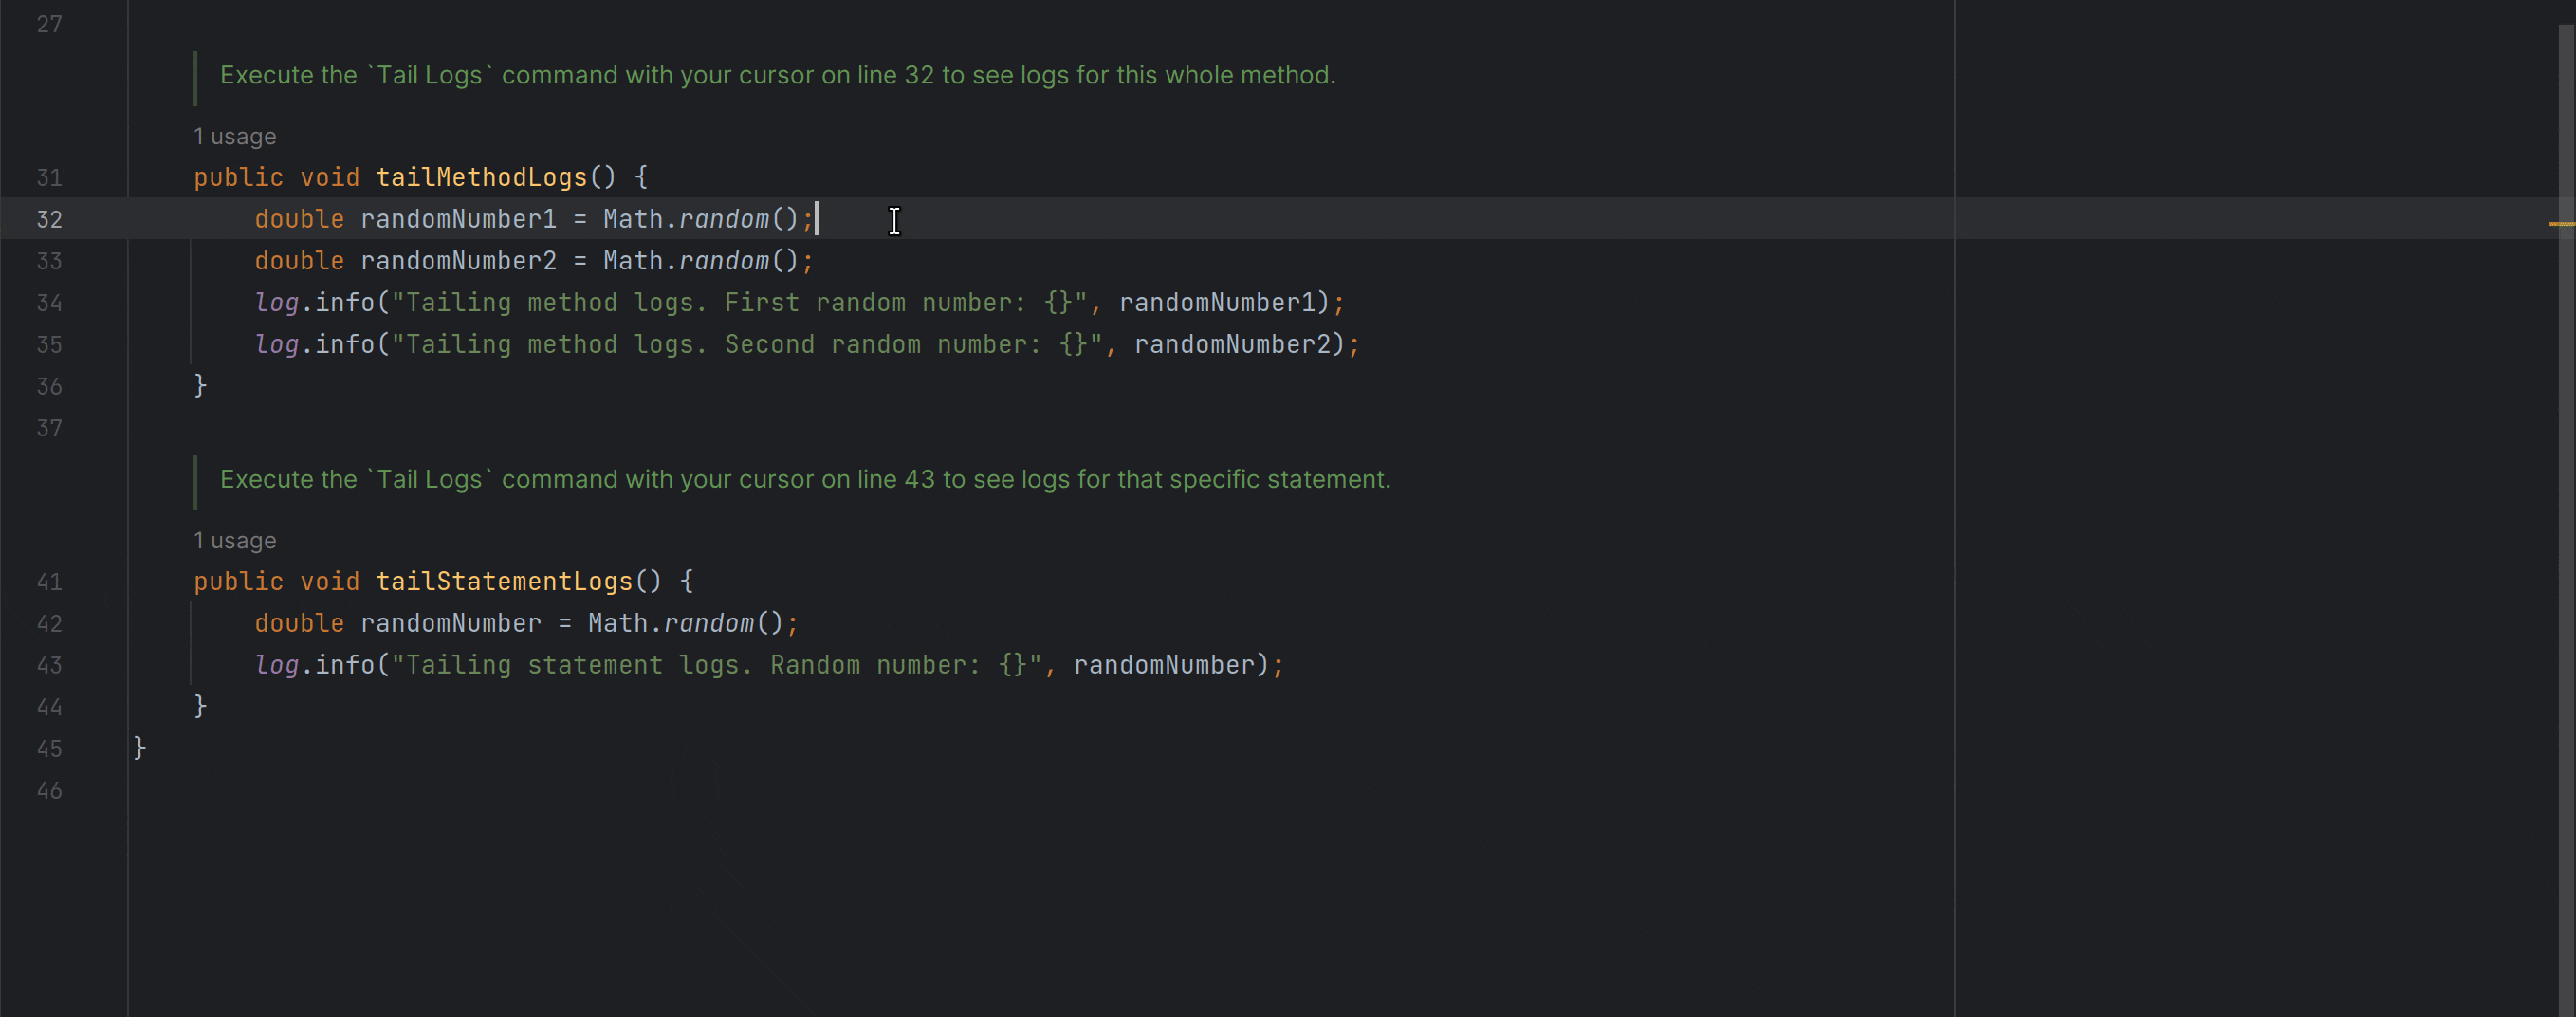 27
Execute the `Tail Logs` command with your cursor on line 32 to see logs for this whole method.
1 usage
31 public void tailMethodLogs() {
32 double randomNumber1 = Math.random();
33 double randomNumber2 = Math.random();
34 log.info("Tailing method logs. First random number: {}", randomNumber1);
35 log.info("Tailing method logs. Second random number: {}", randomNumber2);
36 }
37
Execute the `Tail Logs` command with your cursor on line 43 to see logs for that specific statement.
1 usage
41 public void tailStatementLogs() {
42 double randomNumber = Math.random();
43 log.info("Tailing statement logs. Random number: {}", randomNumber);
44 }
45 }
46